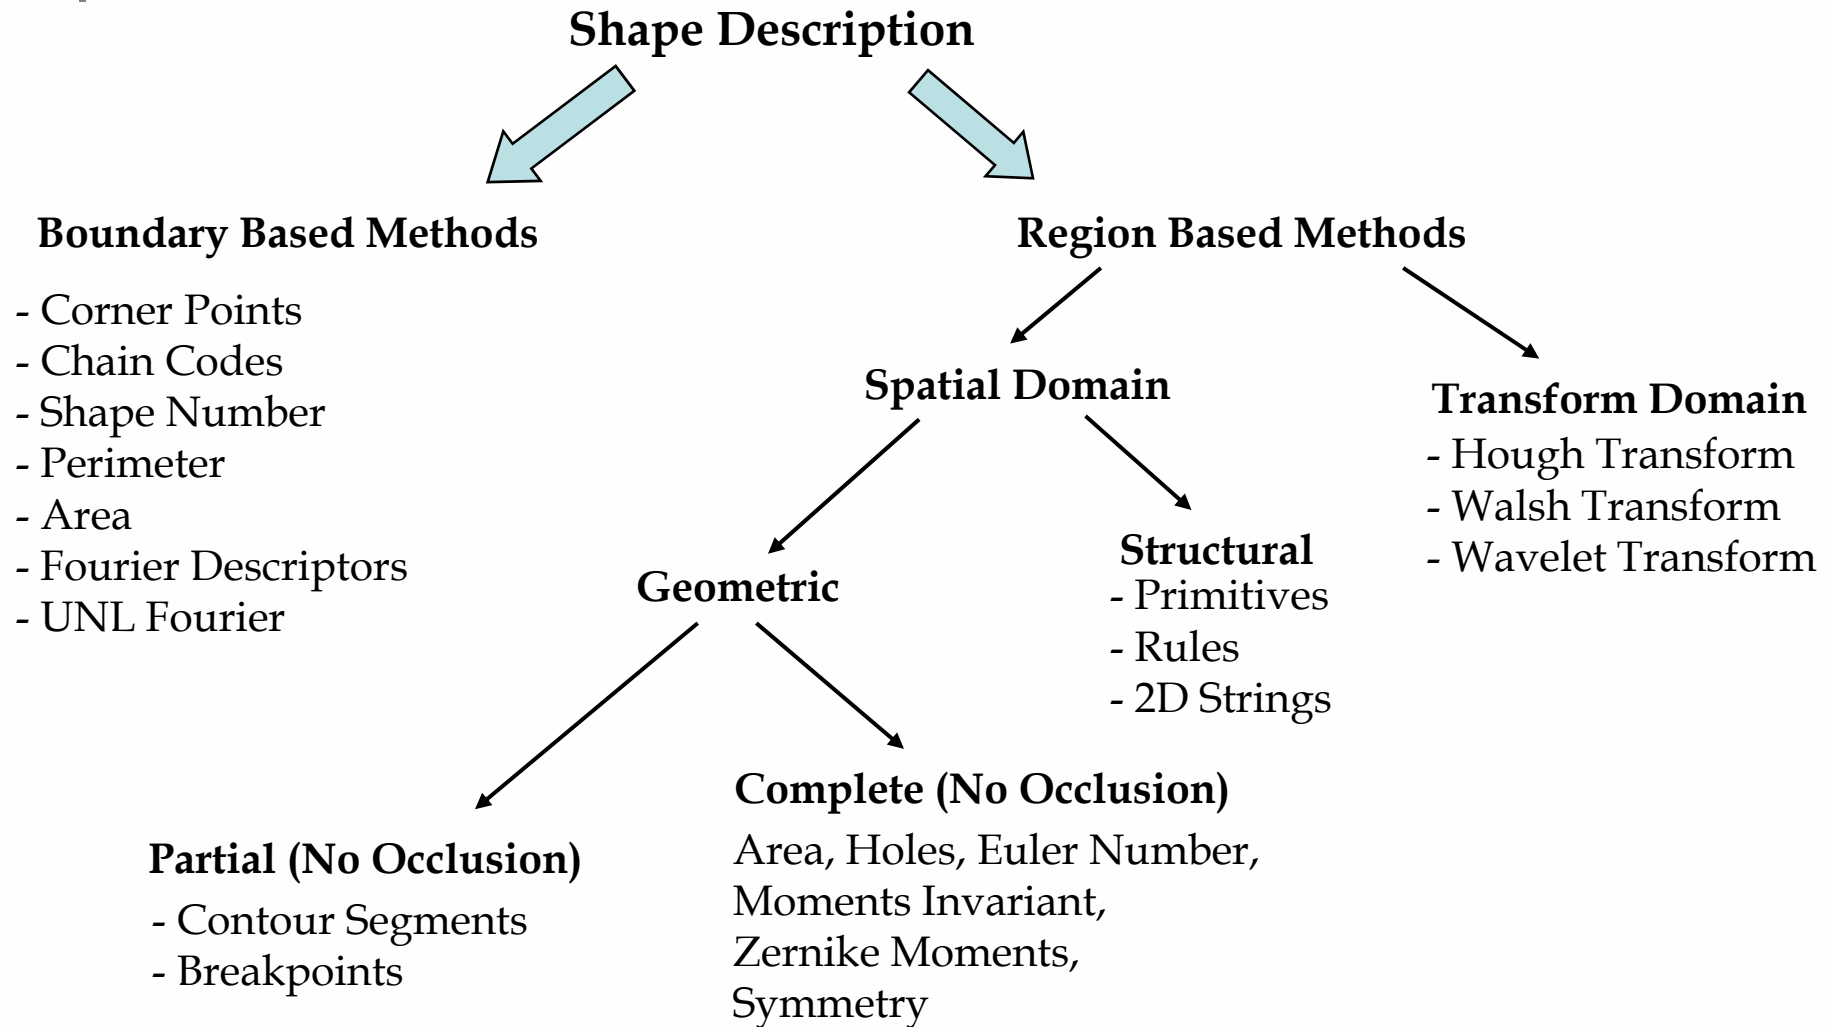 Shape Description
Boundary Based Methods
- Corner Points
- Chain Codes
- Shape Number
- Perimeter
- Area
- Fourier Descriptors
- UNL Fourier
Region Based Methods
Spatial Domain
Transform Domain
- Hough Transform
- Walsh Transform
- Wavelet Transform
Geometric
Structural
- Primitives
- Rules
- 2D Strings
Partial (No Occlusion)
- Contour Segments
- Breakpoints
Complete (No Occlusion)
Area, Holes, Euler Number,
Moments Invariant,
Zernike Moments,
Symmetry